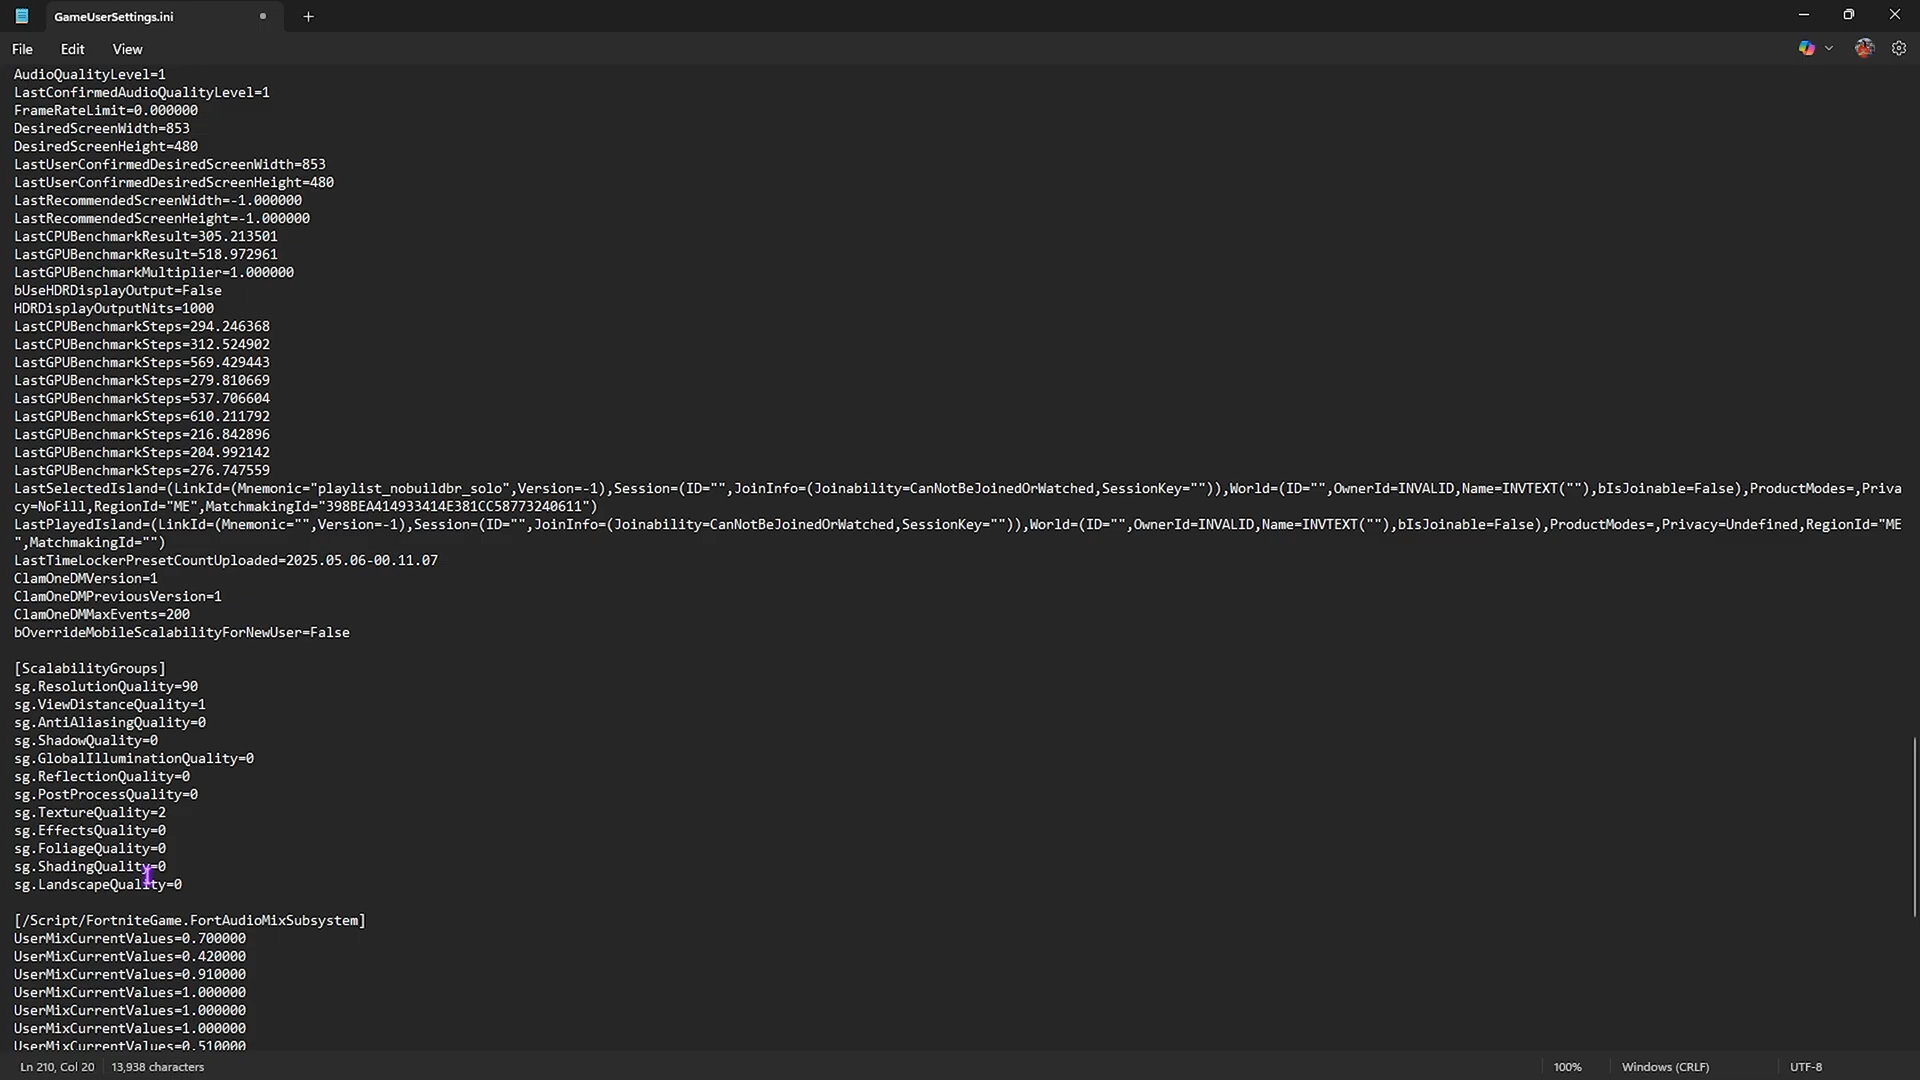 GameUserSettings.ini
File Edit View
AudioQualityLevel=1
LastConfirmedAudioQualityLevel=1
FrameRateLimit=0.000000
DesiredScreenWidth=853
DesiredScreenHeight=480
LastUserConfirmedDesiredScreenWidth=853
LastUserConfirmedDesiredScreenHeight=480
LastRecommendedScreenWidth=-1.000000
LastRecommendedScreenHeight=-1.000000
LastCPUBenchmarkResult=305.213501
LastGPUBenchmarkResult=518.972961
LastGPUBenchmarkMultiplier=1.000000
bUseHDRDisplayOutput=False
HDRDisplayOutputNits=1000
LastCPUBenchmarkSteps=294.246368
LastCPUBenchmarkSteps=312.524902
LastGPUBenchmarkSteps=569.429443
LastGPUBenchmarkSteps=279.810669
LastGPUBenchmarkSteps=537.706604
LastGPUBenchmarkSteps=610.211792
LastGPUBenchmarkSteps=216.842896
LastGPUBenchmarkSteps=204.992142
LastGPUBenchmarkSteps=276.747559
LastSelectedIsland=(LinkId=(Mnemonic="playlist_nobuildbr_solo",Version=-1),Session=(ID="",JoinInfo=(Joinability=CanNotBeJoinedOrWatched,SessionKey="")),World=(ID="",OwnerId=INVALID,Name=INVTEXT(""),bIsJoinable=False),ProductModes=,Priva
cy=NoFill,RegionId="ME",MatchmakingId="398BEA414933414E381CC58773240611")
LastPlayedIsland=(LinkId=(Mnemonic="",Version=-1),Session=(ID="",JoinInfo=(Joinability=CanNotBeJoinedOrWatched,SessionKey="")),World=(ID="",OwnerId=INVALID,Name=INVTEXT(""),bIsJoinable=False),ProductModes=,Privacy=Undefined,RegionId="ME
",MatchmakingId="")
LastTimeLockerPresetCountUploaded=2025.05.06-00.11.07
ClamOneDMVersion=1
ClamOneDMPreviousVersion=1
ClamOneDMMaxEvents=200
bOverrideMobileScalabilityForNewUser=False
[ScalabilityGroups]
sg.ResolutionQuality=90
sg.ViewDistanceQuality=1
sg.AntiAliasingQuality=0
sg.ShadowQuality=0
sg.GlobalIlluminationQuality=0
sg.ReflectionQuality=0
sg.PostProcessQuality=0
sg.TextureQuality=2
sg.EffectsQuality=0
sg.FoliageQuality=0
sg.ShadingQuality=0
sg.LandscapeQuality=0
[/Script/FortniteGame.FortAudioMixSubsystem]
UserMixCurrentValues=0.700000
UserMixCurrentValues=0.420000
UserMixCurrentValues=0.910000
UserMixCurrentValues=1.000000
UserMixCurrentValues=1.000000
UserMixCurrentValues=1.000000
UserMixCurrentValues=0.510000
Ln 210, Col 20 13,938 characters 100% Windows (CRLF) UTF-8